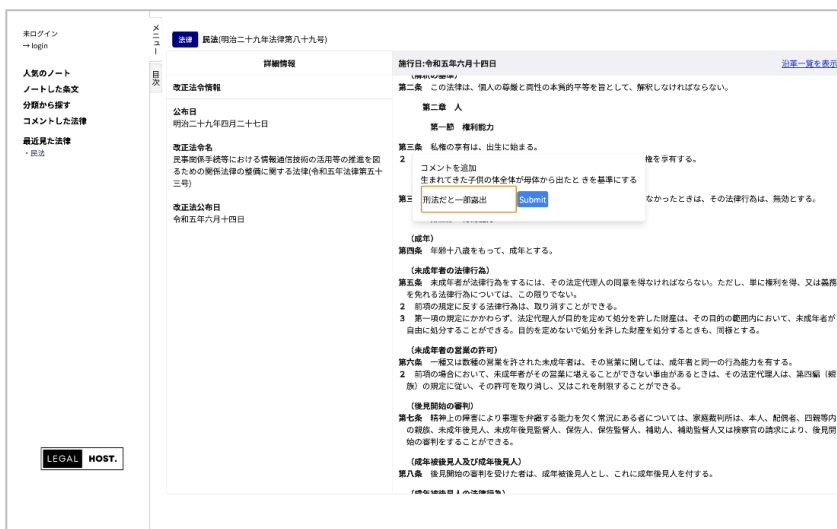 未ログイン
→ login
人気のノート
ノートした条文
分類から探す
コメントした法律
最近見た法律
・民法
LEGAL HOST.
メニュー
目次
法律 民法(明治二十九年法律第八十九号)
詳細情報
改正法令情報
公布日
明治二十九年四月二十七日
改正法令名
民事関係手続等における情報通信技術の活用等の推進を図
るための関係法律の整備に関する法律(令和五年法律第五十
三号)
改正法公布日
令和五年六月十四日
施行日:令和五年六月十四日
沿革一覧を表示
(解釈の基準)
第二条 この法律は、個人の尊厳と両性の本質的平等を旨として、解釈しなければならない。
第二章 人
第一節 権利能力
第三条 私権の享有は、出生に始まる。
2
権を享有する。
コメントを追加
生まれてきた子供の体全体が母体から出たと きを基準にする
刑法だと一部露出
Submit
第三
なかったときは、その法律行為は、無効とする。
(成年)
第四条 年齢十八歳をもって、成年とする。
(未成年者の法律行為)
第五条 未成年者が法律行為をするには、その法定代理人の同意を得なければならない。ただし、単に権利を得、又は義務
を免れる法律行為については、この限りでない。
2 前項の規定に反する法律行為は、取り消すことができる。
3 第一項の規定にかかわらず、法定代理人が目的を定めて処分を許した財産は、その目的の範囲内において、未成年者が
自由に処分することができる。目的を定めないで処分を許した財産を処分するときも、同様とする。
(未成年者の営業の許可)
第六条 一種又は数種の営業を許された未成年者は、その営業に関しては、成年者と同一の行為能力を有する。
2 前項の場合において、未成年者がその営業に堪えることができない事由があるときは、その法定代理人は、第四編(親
族)の規定に従い、その許可を取り消し、又はこれを制限することができる。
(後見開始の審判)
第七条 精神上の障害により事理を弁識する能力を欠く常況にある者については、家庭裁判所は、本人、配偶者、四親等内
の親族、未成年後見人、未成年後見監督人、保佐人、保佐監督人、補助人、補助監督人又は検察官の請求により、後見開
始の審判をすることができる。
(成年被後見人及び成年後見人)
第八条 後見開始の審判を受けた者は、成年被後見人とし、これに成年後見人を付する。
(成年被後見人の法律行為)